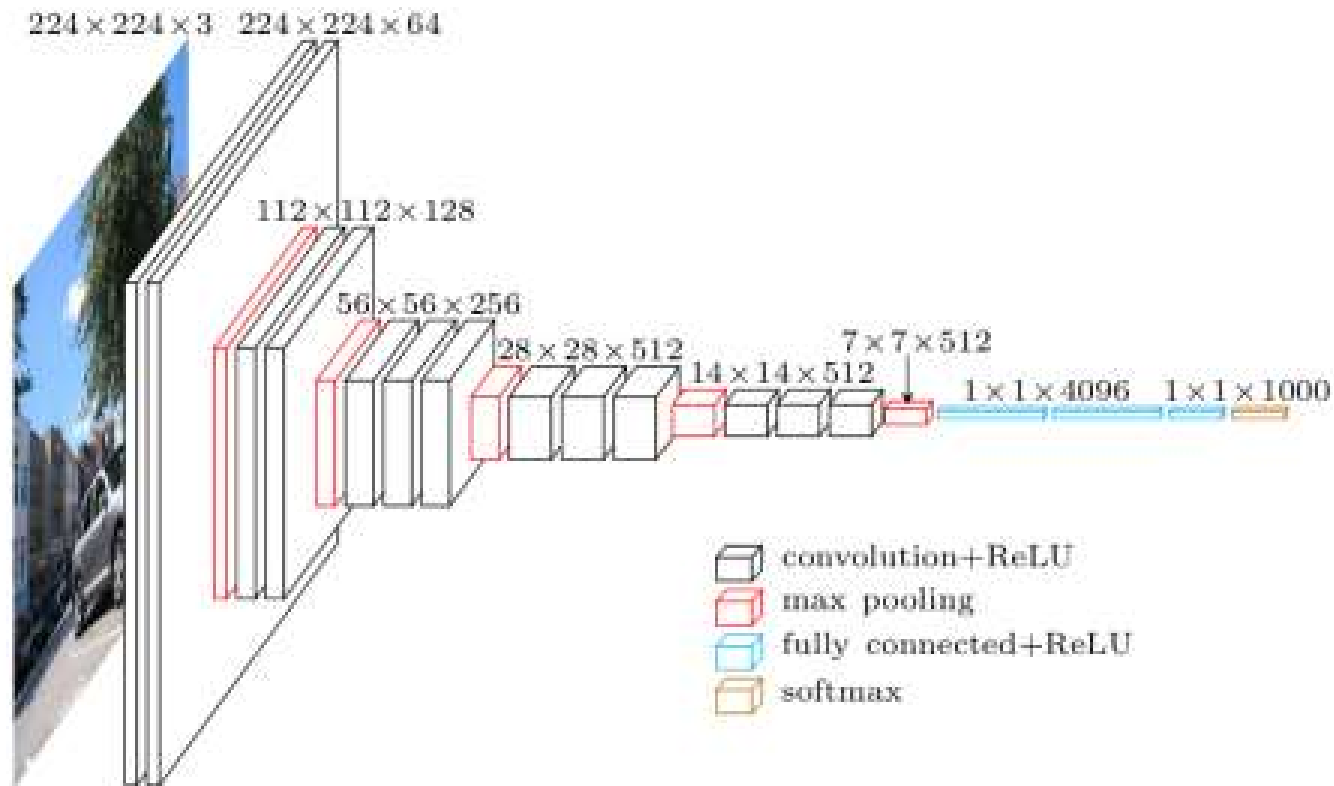 224 × 224 × 3
224 × 224 × 64
112 × 112 × 128
56 × 56 × 256
28 × 28 × 512
14 × 14 × 512
7 × 7 × 512
1 × 1 × 4096
1 × 1 × 1000
convolution+ReLU
max pooling
fully connected+ReLU
softmax